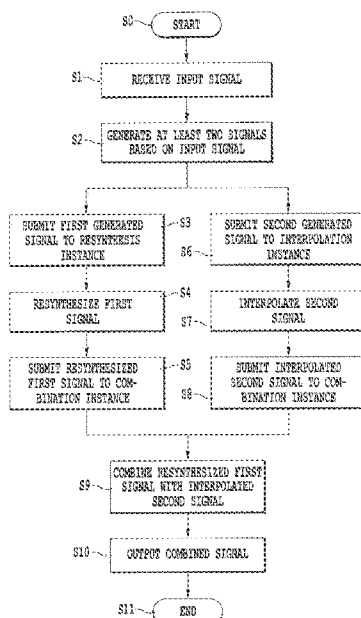 S0
START
S1
RECEIVE INPUT SIGNAL
S2
GENERATE AT LEAST TWO SIGNALS
BASED ON INPUT SIGNAL
SUBMIT FIRST GENERATED
SIGNAL TO RESYNTHESIS
INSTANCE
S3
S6
SUBMIT SECOND GENERATED
SIGNAL TO INTERPOLATION
INSTANCE
RESYNTHESIZE FIRST
SIGNAL
S4
S7
INTERPOLATE SECOND
SIGNAL
SUBMIT RESYNTHESIZED
FIRST SIGNAL TO COM-
BINATION INSTANCE
S5
S8
SUBMIT INTERPOLATED
SECOND SIGNAL TO COM-
BINATION INSTANCE
S9
COMBINE RESYNTHESIZED FIRST
SIGNAL WITH INTERPOLATED
SECOND SIGNAL
S10
OUTPUT COMBINED SIGNAL
S11
END